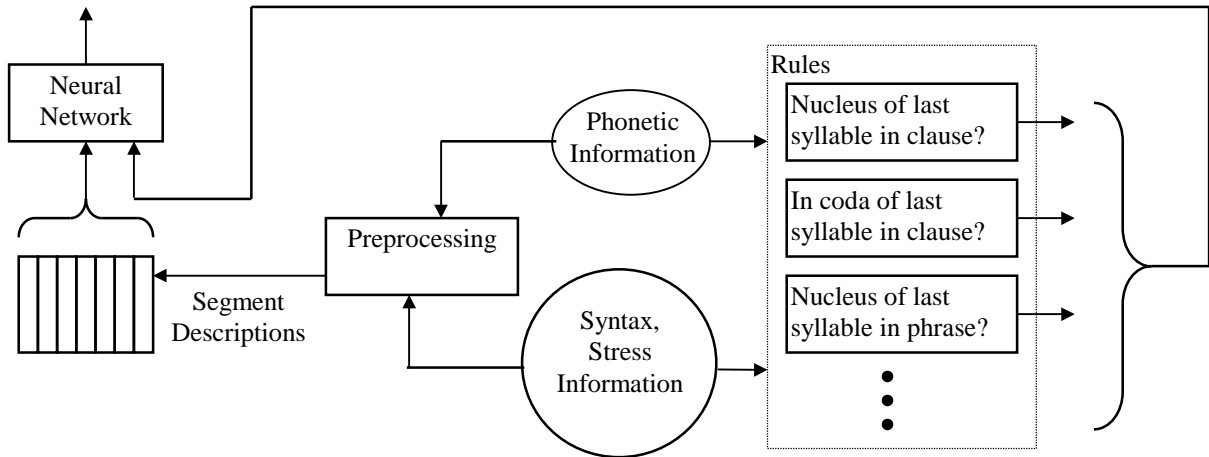 Neural
Network
Rules
Nucleus of last
syllable in clause?
Phonetic
Information
In coda of last
syllable in clause?
Preprocessing
Segment
Descriptions
Nucleus of last
syllable in phrase?
Syntax,
Stress
Information